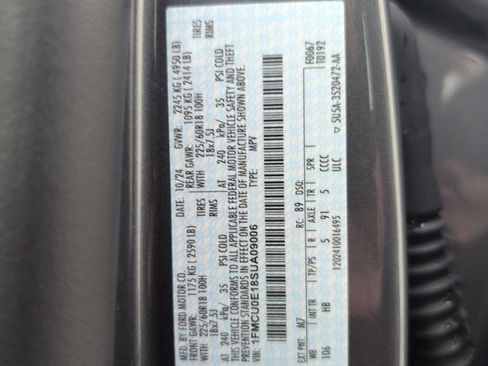 MFD. BY FORD MOTOR CO.
DATE: 10/24 GVWR: 2245 KG (4950 LB)
FRONT GAWR: 1175 KG (2590 LB) REAR GAWR: 1095 KG (2414 LB)
WITH 225/60R18 100H TIRES WITH 225/60R18 100H TIRES
18x7.5J RIMS 18x7.5J RIMS
AT 240 kPa/ 35 PSI COLD AT 240 kPa/ 35 PSI COLD
THIS VEHICLE CONFORMS TO ALL APPLICABLE FEDERAL MOTOR VEHICLE SAFETY AND THEFT PREVENTION
STANDARDS IN EFFECT ON THE DATE OF MANUFACTURE SHOWN ABOVE.
VIN: 1FMCU0E18SUA09006
TYPE: MPV
F0067
T0192
EXT PNT: M7 RC: 89 DSO:
WB INT TR TP/PS R AXLE TR SPR
106 HB 5 91 5 CCCC
1202410016495 ULC
▽ SU5A-3520472-AA